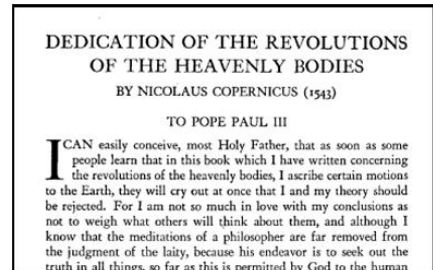 DEDICATION OF THE REVOLUTIONS
OF THE HEAVENLY BODIES
BY NICOLAUS COPERNICUS (1543)
TO POPE PAUL III
I CAN easily conceive, most Holy Father, that as soon as some
people learn that in this book which I have written concerning
the revolutions of the heavenly bodies, I ascribe certain motions
to the Earth, they will cry out at once that I and my theory should
be rejected. For I am not so much in love with my conclusions as
not to weigh what others will think about them, and although I
know that the meditations of a philosopher are far removed from
the judgment of the laity, because his endeavor is to seek out the
truth in all things, so far as this is permitted by God to the human